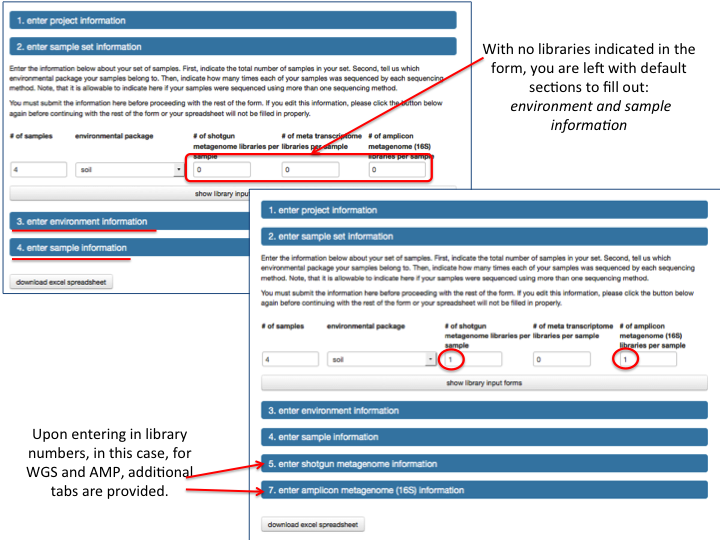 1. enter project information
2. enter sample set information
Enter the information below about your set of samples. First, indicate the total number of samples in your set. Second, tell us which
environmental package your samples belong to. Then, indicate how many times each of your samples was sequenced by each sequencing
method. Note, that it is allowable to indicate here if your samples were sequenced using more than one sequencing method.
You must submit the information here before proceeding with the rest of the form. If you edit this information, please click the button below
again before continuing with the rest of the form or your spreadsheet will not be filled in properly.
# of samples environmental package # of shotgun # of meta transcriptome # of amplicon
metagenome libraries per libraries per sample metagenome (16S)
sample libraries per sample
4 soil 0 0 0
show library input
3. enter environment information
4. enter sample information
download excel spreadsheet
With no libraries indicated in the
form, you are left with default
sections to fill out:
environment and sample
information
1. enter project information
2. enter sample set information
Enter the information below about your set of samples. First, indicate the total number of samples in your set. Second, tell us which
environmental package your samples belong to. Then, indicate how many times each of your samples was sequenced by each sequencing
method. Note, that it is allowable to indicate here if your samples were sequenced using more than one sequencing method.
You must submit the information here before proceeding with the rest of the form. If you edit this information, please click the button below
again before continuing with the rest of the form or your spreadsheet will not be filled in properly.
# of samples environmental package # of shotgun # of meta transcriptome # of amplicon
metagenome libraries per libraries per sample metagenome (16S)
sample libraries per sample
4 soil 1 0 1
show library input forms
3. enter environment information
4. enter sample information
5. enter shotgun metagenome information
7. enter amplicon metagenome (16S) information
download excel spreadsheet
Upon entering in library
numbers, in this case, for
WGS and AMP, additional
tabs are provided.